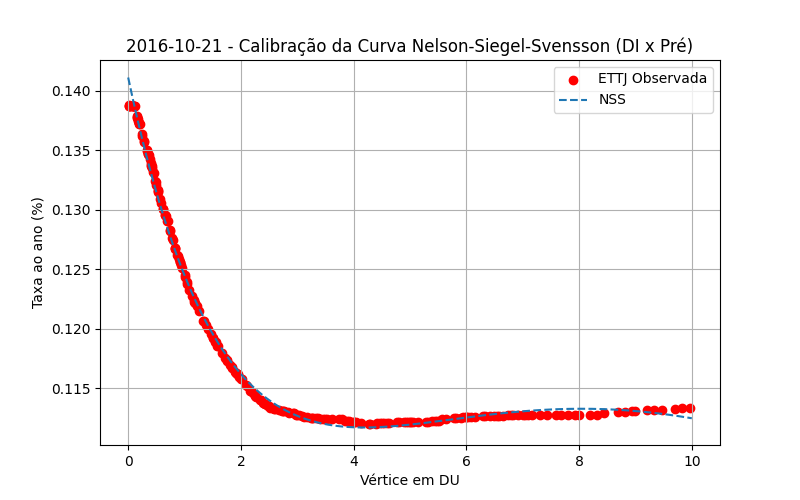 2016-10-21 - Calibração da Curva Nelson-Siegel-Svensson (DI x Pré)
ETTJ Observada
NSS
Taxa ao ano (%)
0.140
0.135
0.130
0.125
0.120
0.115
0
2
4
6
8
10
Vértice em DU